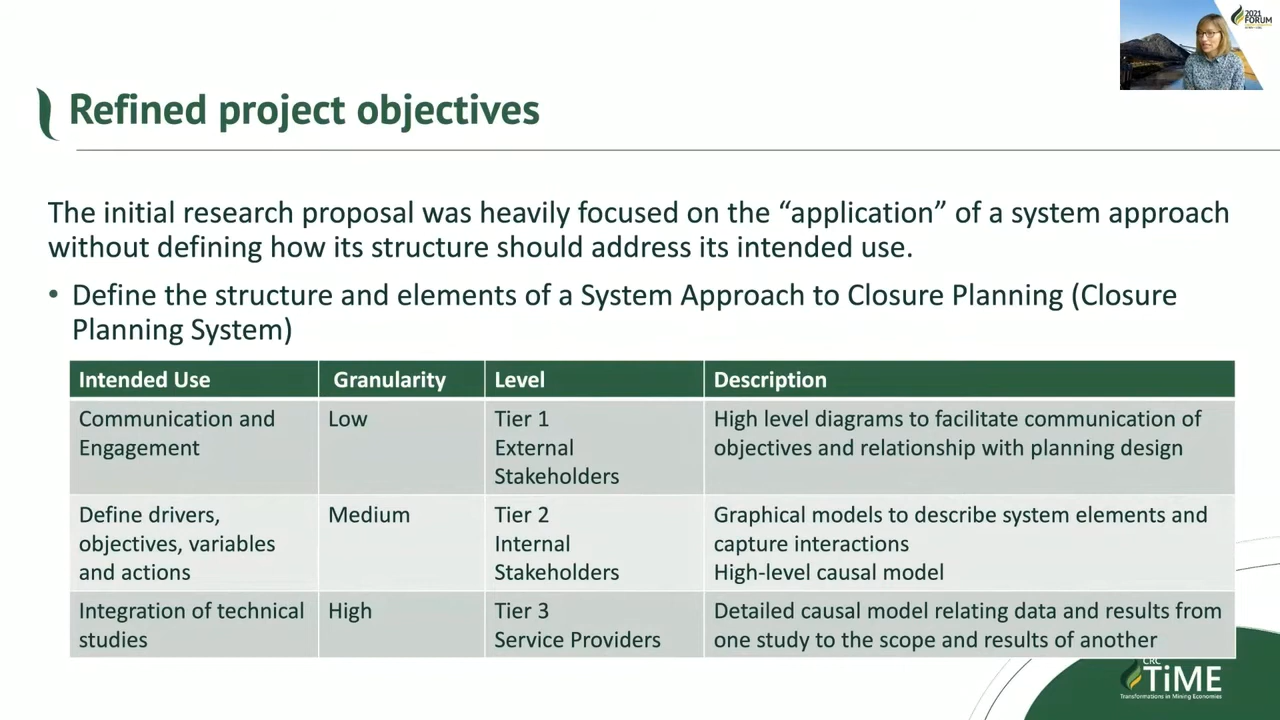 2021
FORUM
Refined project objectives
The initial research proposal was heavily focused on the “application” of a system approach
without defining how its structure should address its intended use.
• Define the structure and elements of a System Approach to Closure Planning (Closure
Planning System)
Intended Use Granularity Level Description
Communication and Low Tier 1 High level diagrams to facilitate communication of
Engagement External objectives and relationship with planning design
Stakeholders
Define drivers, Medium Tier 2 Graphical models to describe system elements and
objectives, variables Internal capture interactions
and actions Stakeholders High-level causal model
Integration of technical High Tier 3 Detailed causal model relating data and results from
studies Service Providers one study to the scope and results of another
CRC
TiME
Transformations in Mining Economies